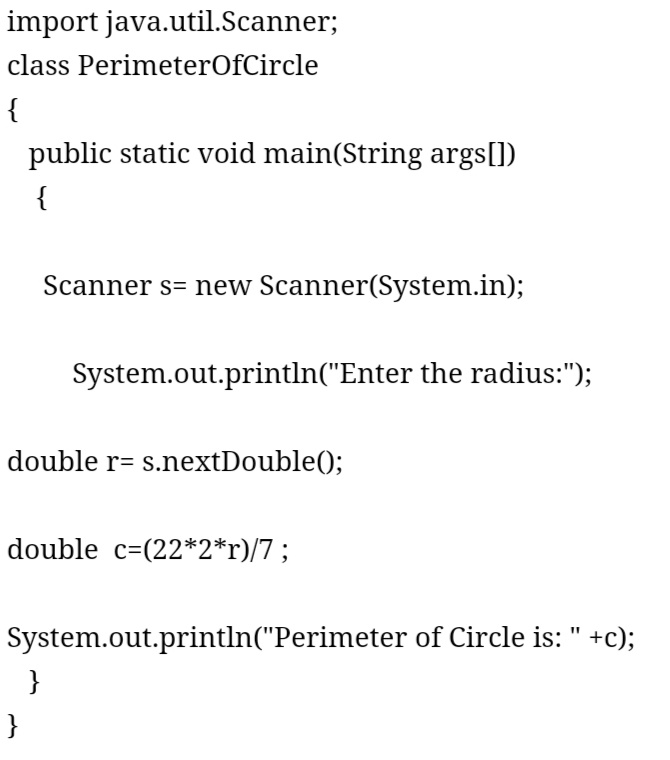 import java.util.Scanner;
class PerimeterOfCircle
{
public static void main(String args[])
{
Scanner s= new Scanner(System.in);
System.out.println("Enter the radius:");
double r= s.nextDouble();
double  c=(22*2*r)/7 ;
System.out.println("Perimeter of Circle is: " +c);
}
}